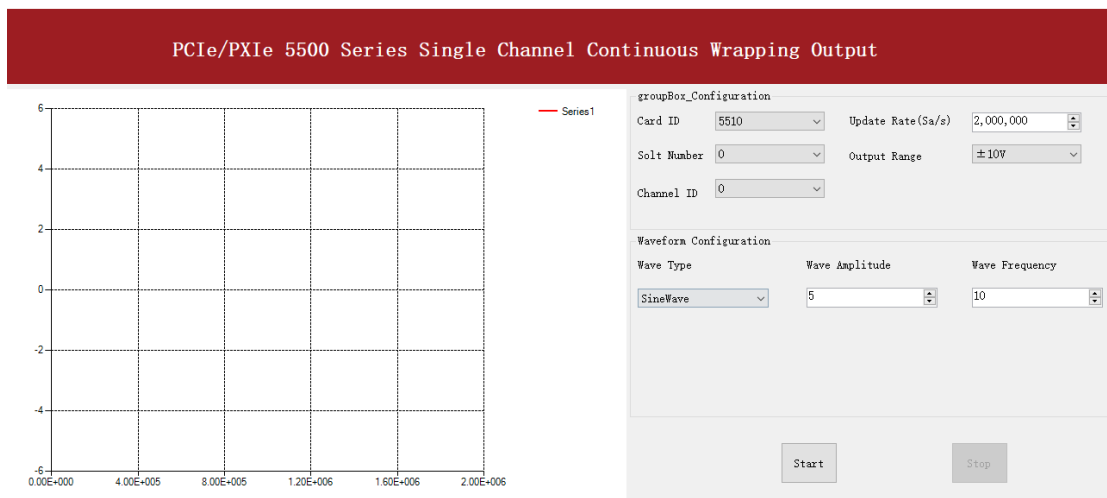 PCIe/PXIe 5500 Series Single Channel Continuous Wrapping Output
6
4
2
0
-2
-4
-6
0.00E+000 4.00E+005 8.00E+005 1.20E+006 1.60E+006 2.00E+006
Series1
groupBox_Configuration
Card ID 5510 Update Rate(Sa/s) 2,000,000
Solt Number 0 Output Range ±10V
Channel ID 0
Waveform Configuration
Wave Type Wave Amplitude Wave Frequency
SineWave 5 10
Start Stop